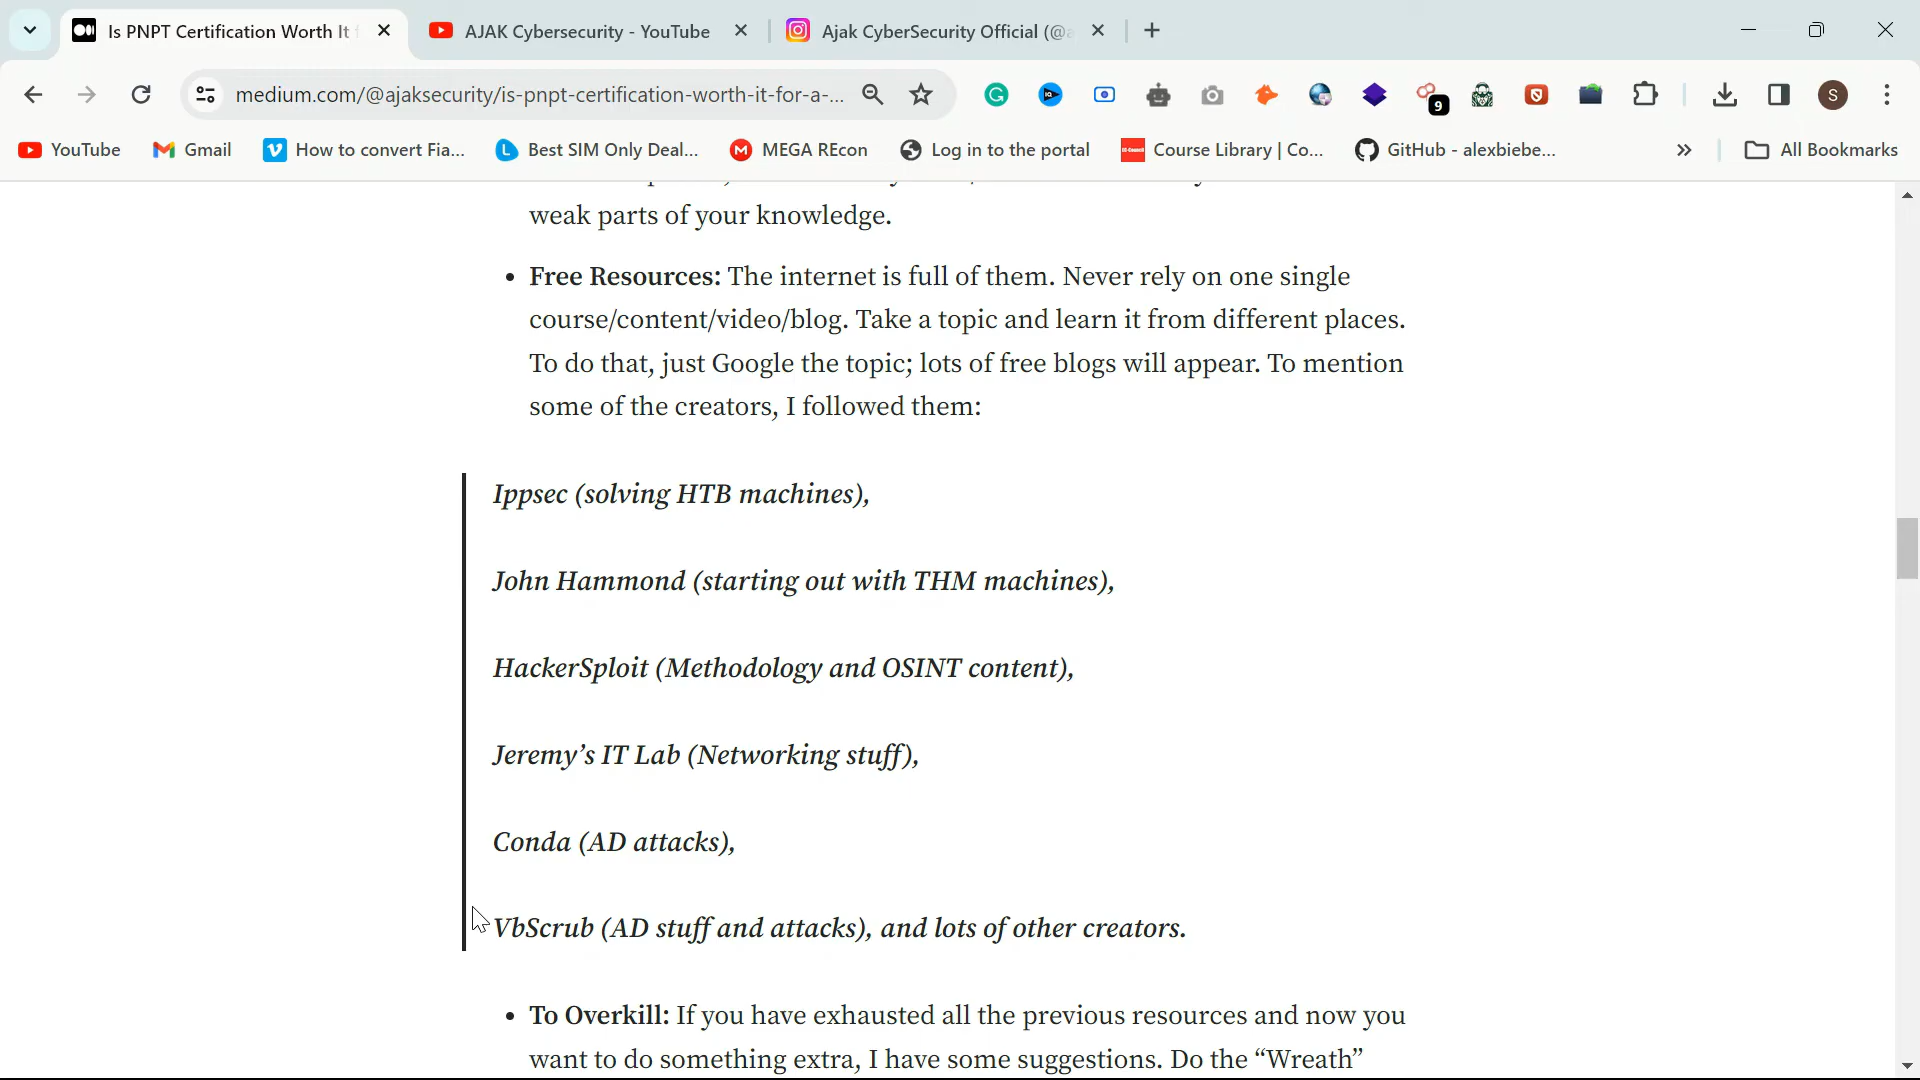 Is PNPT Certification Worth It
AJAK Cybersecurity - YouTube
Ajak CyberSecurity Official (@a
medium.com/@ajaksecurity/is-pnpt-certification-worth-it-for-a-...
9
S
YouTube
Gmail
How to convert Fia...
Best SIM Only Deal...
MEGA REcon
Log in to the portal
Course Library | Co...
GitHub - alexbiebe...
All Bookmarks
weak parts of your knowledge.
• Free Resources: The internet is full of them. Never rely on one single
course/content/video/blog. Take a topic and learn it from different places.
To do that, just Google the topic; lots of free blogs will appear. To mention
some of the creators, I followed them:
Ippsec (solving HTB machines),
John Hammond (starting out with THM machines),
HackerSploit (Methodology and OSINT content),
Jeremy’s IT Lab (Networking stuff),
Conda (AD attacks),
VbScrub (AD stuff and attacks), and lots of other creators.
• To Overkill: If you have exhausted all the previous resources and now you
want to do something extra, I have some suggestions. Do the “Wreath”